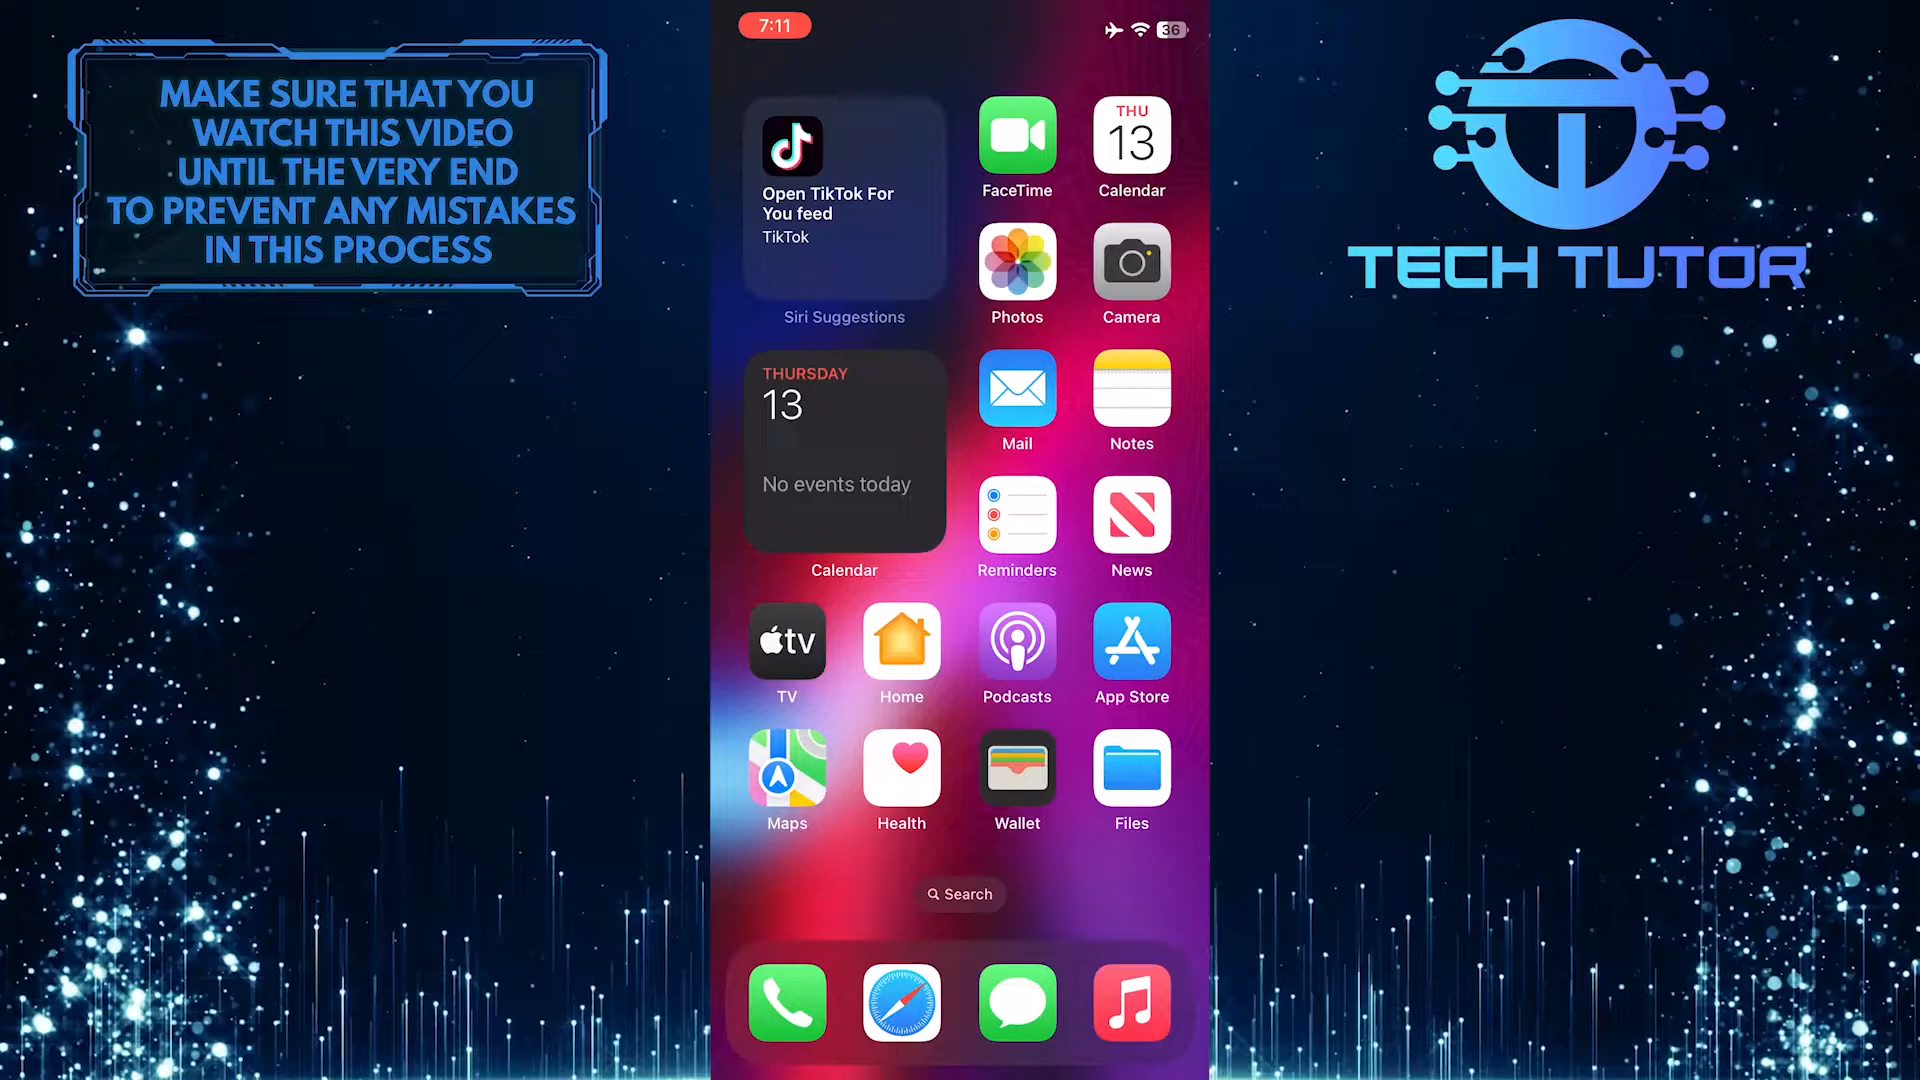 MAKE SURE THAT YOU
WATCH THIS VIDEO
UNTIL THE VERY END
TO PREVENT ANY MISTAKES
IN THIS PROCESS
7:11
36
Open TikTok For
You feed
TikTok
Siri Suggestions
FaceTime
THU
13
Calendar
Photos
Camera
THURSDAY
13
No events today
Calendar
Mail
Notes
Reminders
News
tv
TV
Home
Podcasts
App Store
Maps
Health
Wallet
Files
Search
TECH TUTOR